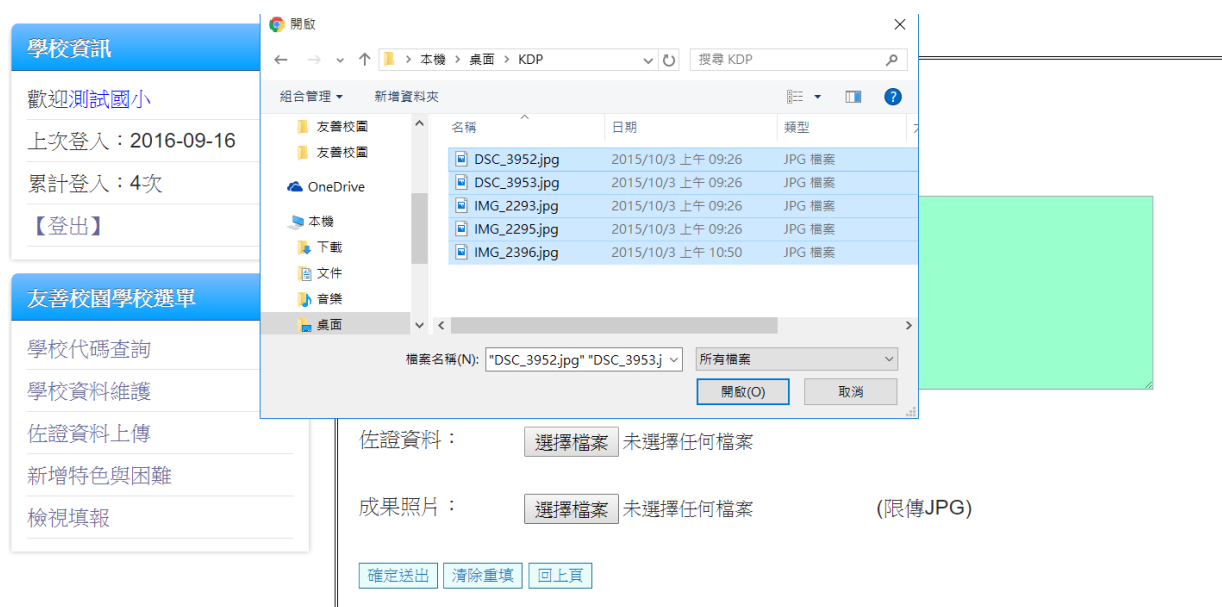 學校資訊
歡迎測試國小
上次登入：2016-09-16
累計登入：4次
【登出】
友善校園學校選單
學校代碼查詢
學校資料維護
佐證資料上傳
新增特色與困難
檢視填報
開啟
本機 > 桌面 > KDP
搜尋 KDP
組合管理 新增資料夾
友善校園
友善校園
OneDrive
本機
下載
文件
音樂
桌面
名稱 日期 類型
DSC_3952.jpg 2015/10/3 上午 09:26 JPG 檔案
DSC_3953.jpg 2015/10/3 上午 09:26 JPG 檔案
IMG_2293.jpg 2015/10/3 上午 09:26 JPG 檔案
IMG_2295.jpg 2015/10/3 上午 09:26 JPG 檔案
IMG_2396.jpg 2015/10/3 上午 10:50 JPG 檔案
檔案名稱(N): "DSC_3952.jpg" "DSC_3953.j 所有檔案
開啟(O) 取消
佐證資料： 選擇檔案 未選擇任何檔案
成果照片： 選擇檔案 未選擇任何檔案 (限傳JPG)
確定送出 清除重填 回上頁